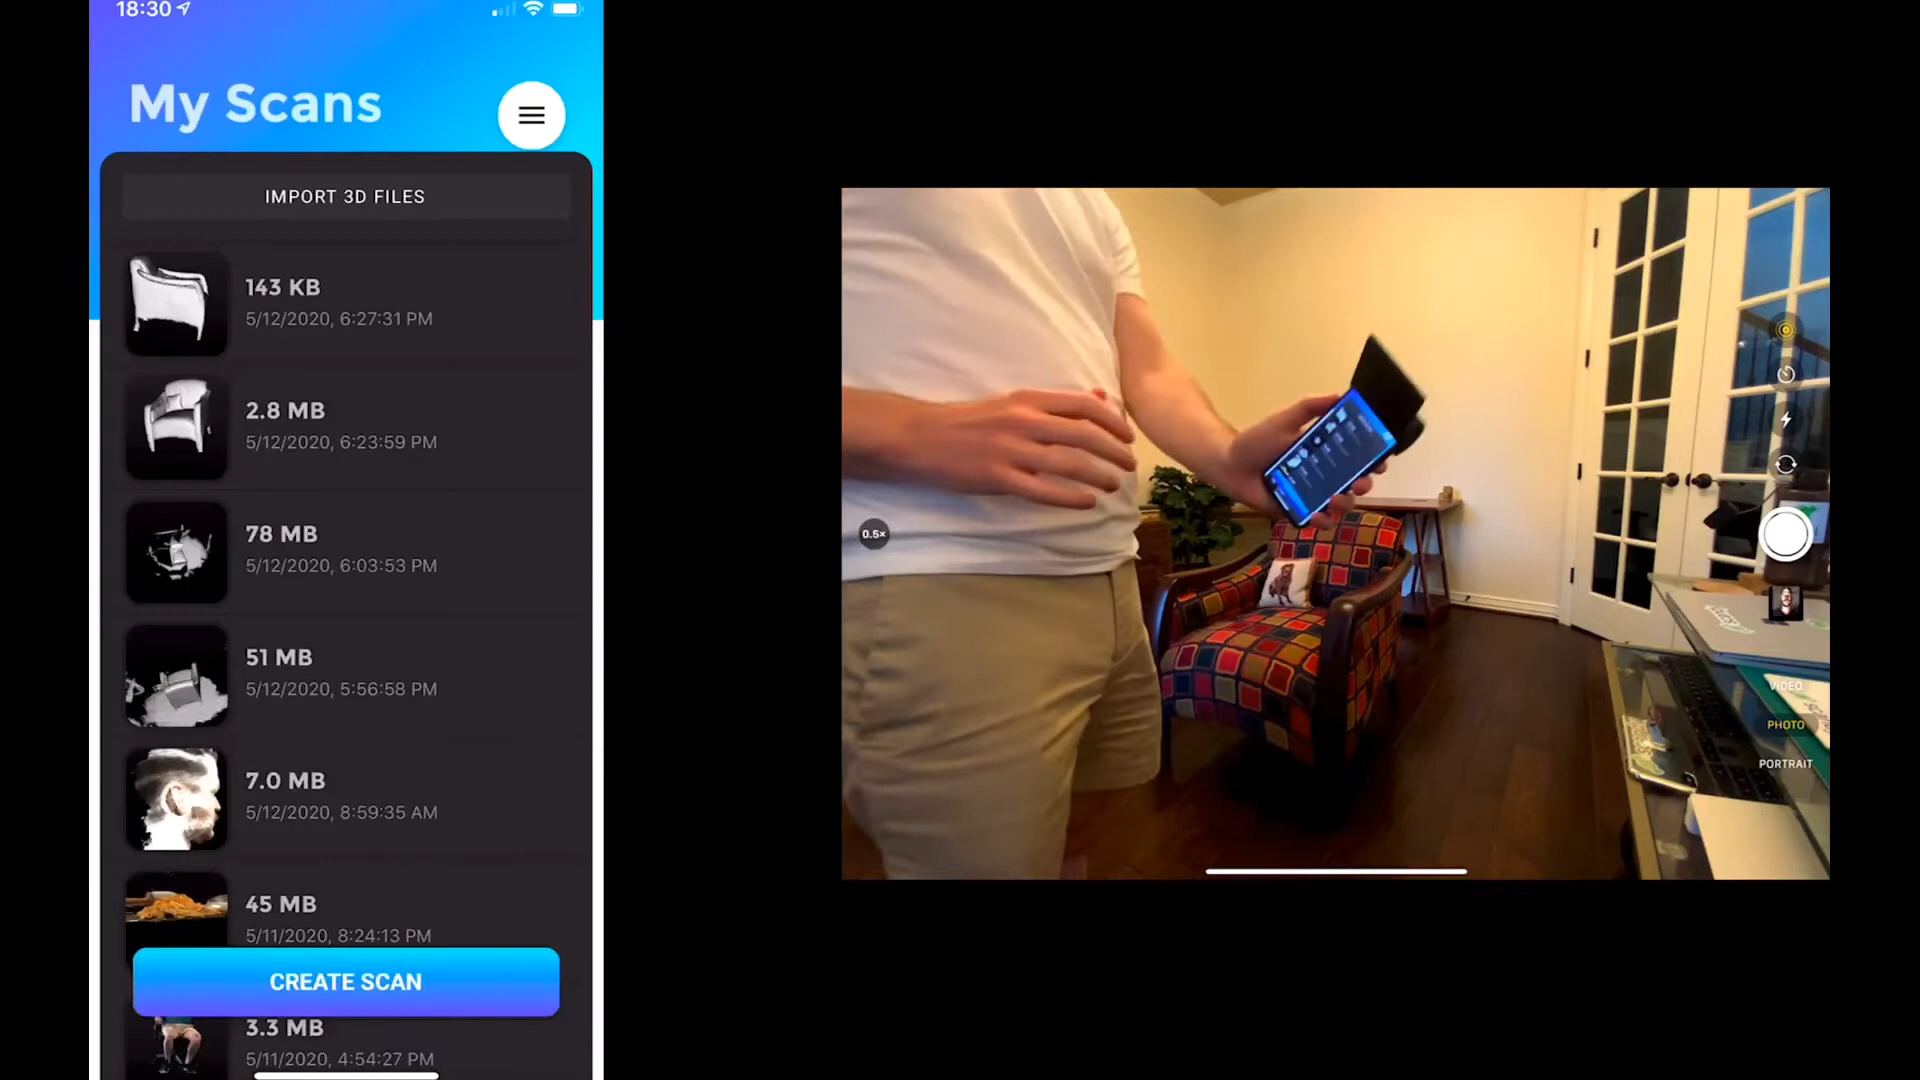 18:30
My Scans
IMPORT 3D FILES
143 KB
5/12/2020, 6:27:31 PM
2.8 MB
5/12/2020, 6:23:59 PM
78 MB
5/12/2020, 6:03:53 PM
51 MB
5/12/2020, 5:56:58 PM
7.0 MB
5/12/2020, 8:59:35 AM
45 MB
5/11/2020, 8:24:13 PM
CREATE SCAN
3.3 MB
5/11/2020, 4:54:27 PM
0.5×
VIDEO
PHOTO
PORTRAIT